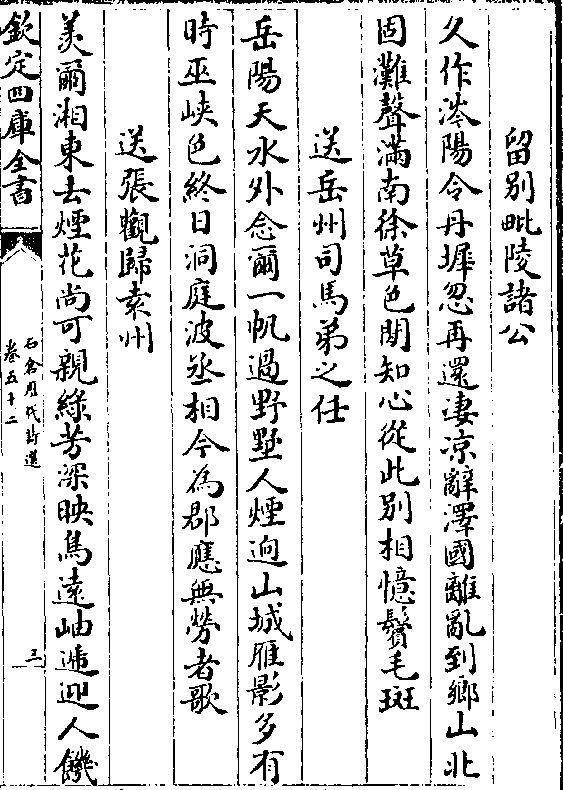 留别毗陵諸公
久作涔陽令丹墀忽再還凄凉辭澤國離亂到鄉山北
固灘聲滿南徐草色閒知心從此别相憶鬢毛斑
送岳州司馬弟之任
岳陽天水外念爾一帆過野墅人煙逈山城雁影多有
時巫峽色終日洞庭波丞相今為郡應無勞者歌
送張觀歸袁州
羡爾湘東去煙花尚可親綠芳深映鳥遠岫遞迎人饑
欽定四庫全書
石倉歴代詩選
卷五十二
三